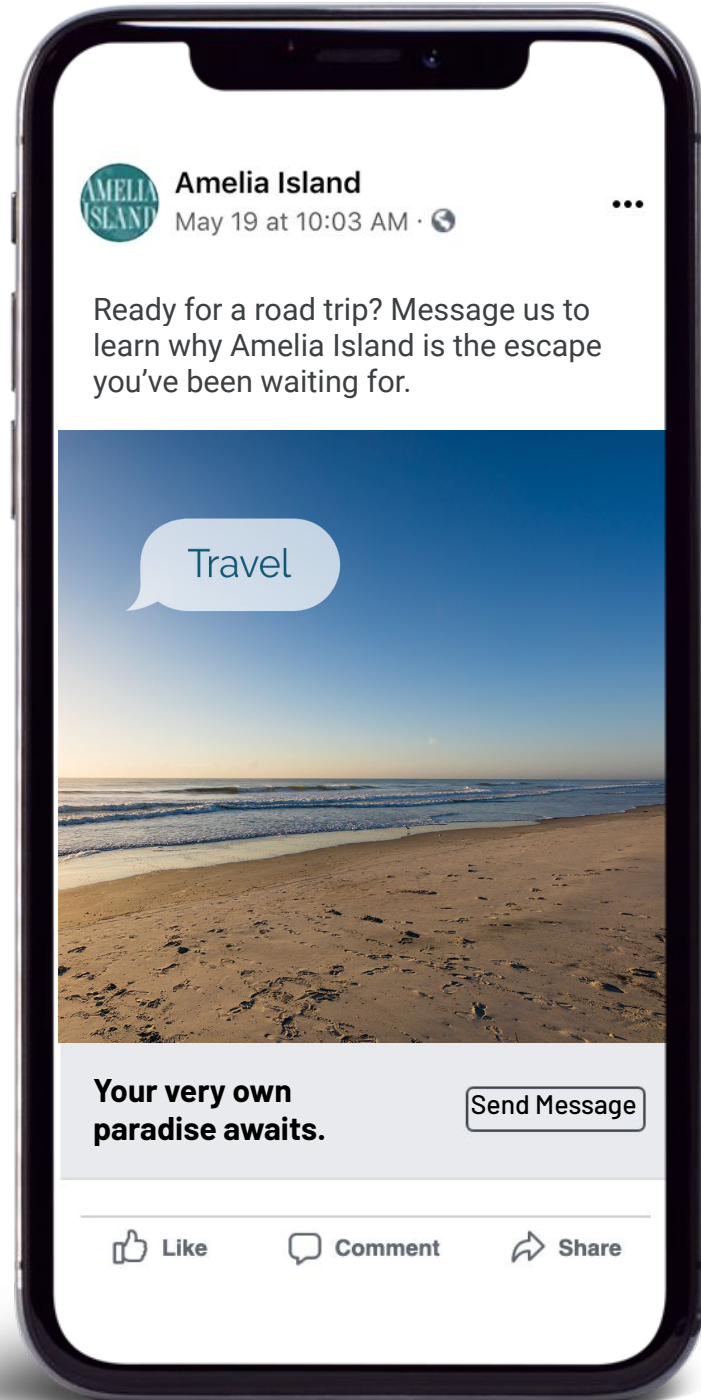 AMELIA
ISLAND
Amelia Island
May 19 at 10:03 AM ·
Ready for a road trip? Message us to
learn why Amelia Island is the escape
you’ve been waiting for.
Travel
Your very own
paradise awaits.
Send Message
Like
Comment
Share